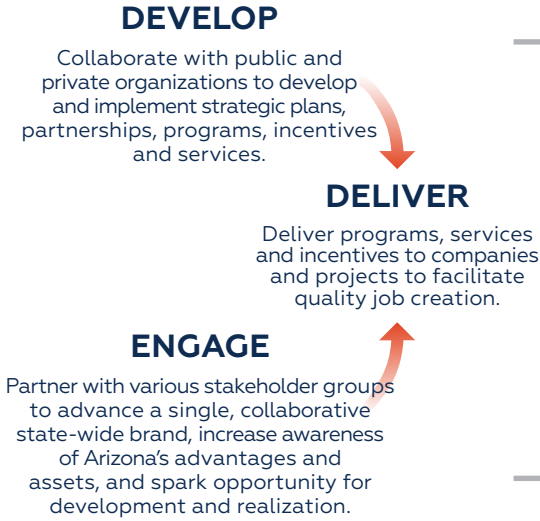 DEVELOP
Collaborate with public and
private organizations to develop
and implement strategic plans,
partnerships, programs, incentives
and services.
DELIVER
Deliver programs, services
and incentives to companies
and projects to facilitate
quality job creation.
ENGAGE
Partner with various stakeholder groups
to advance a single, collaborative
state-wide brand, increase awareness
of Arizona’s advantages and
assets, and spark opportunity for
development and realization.